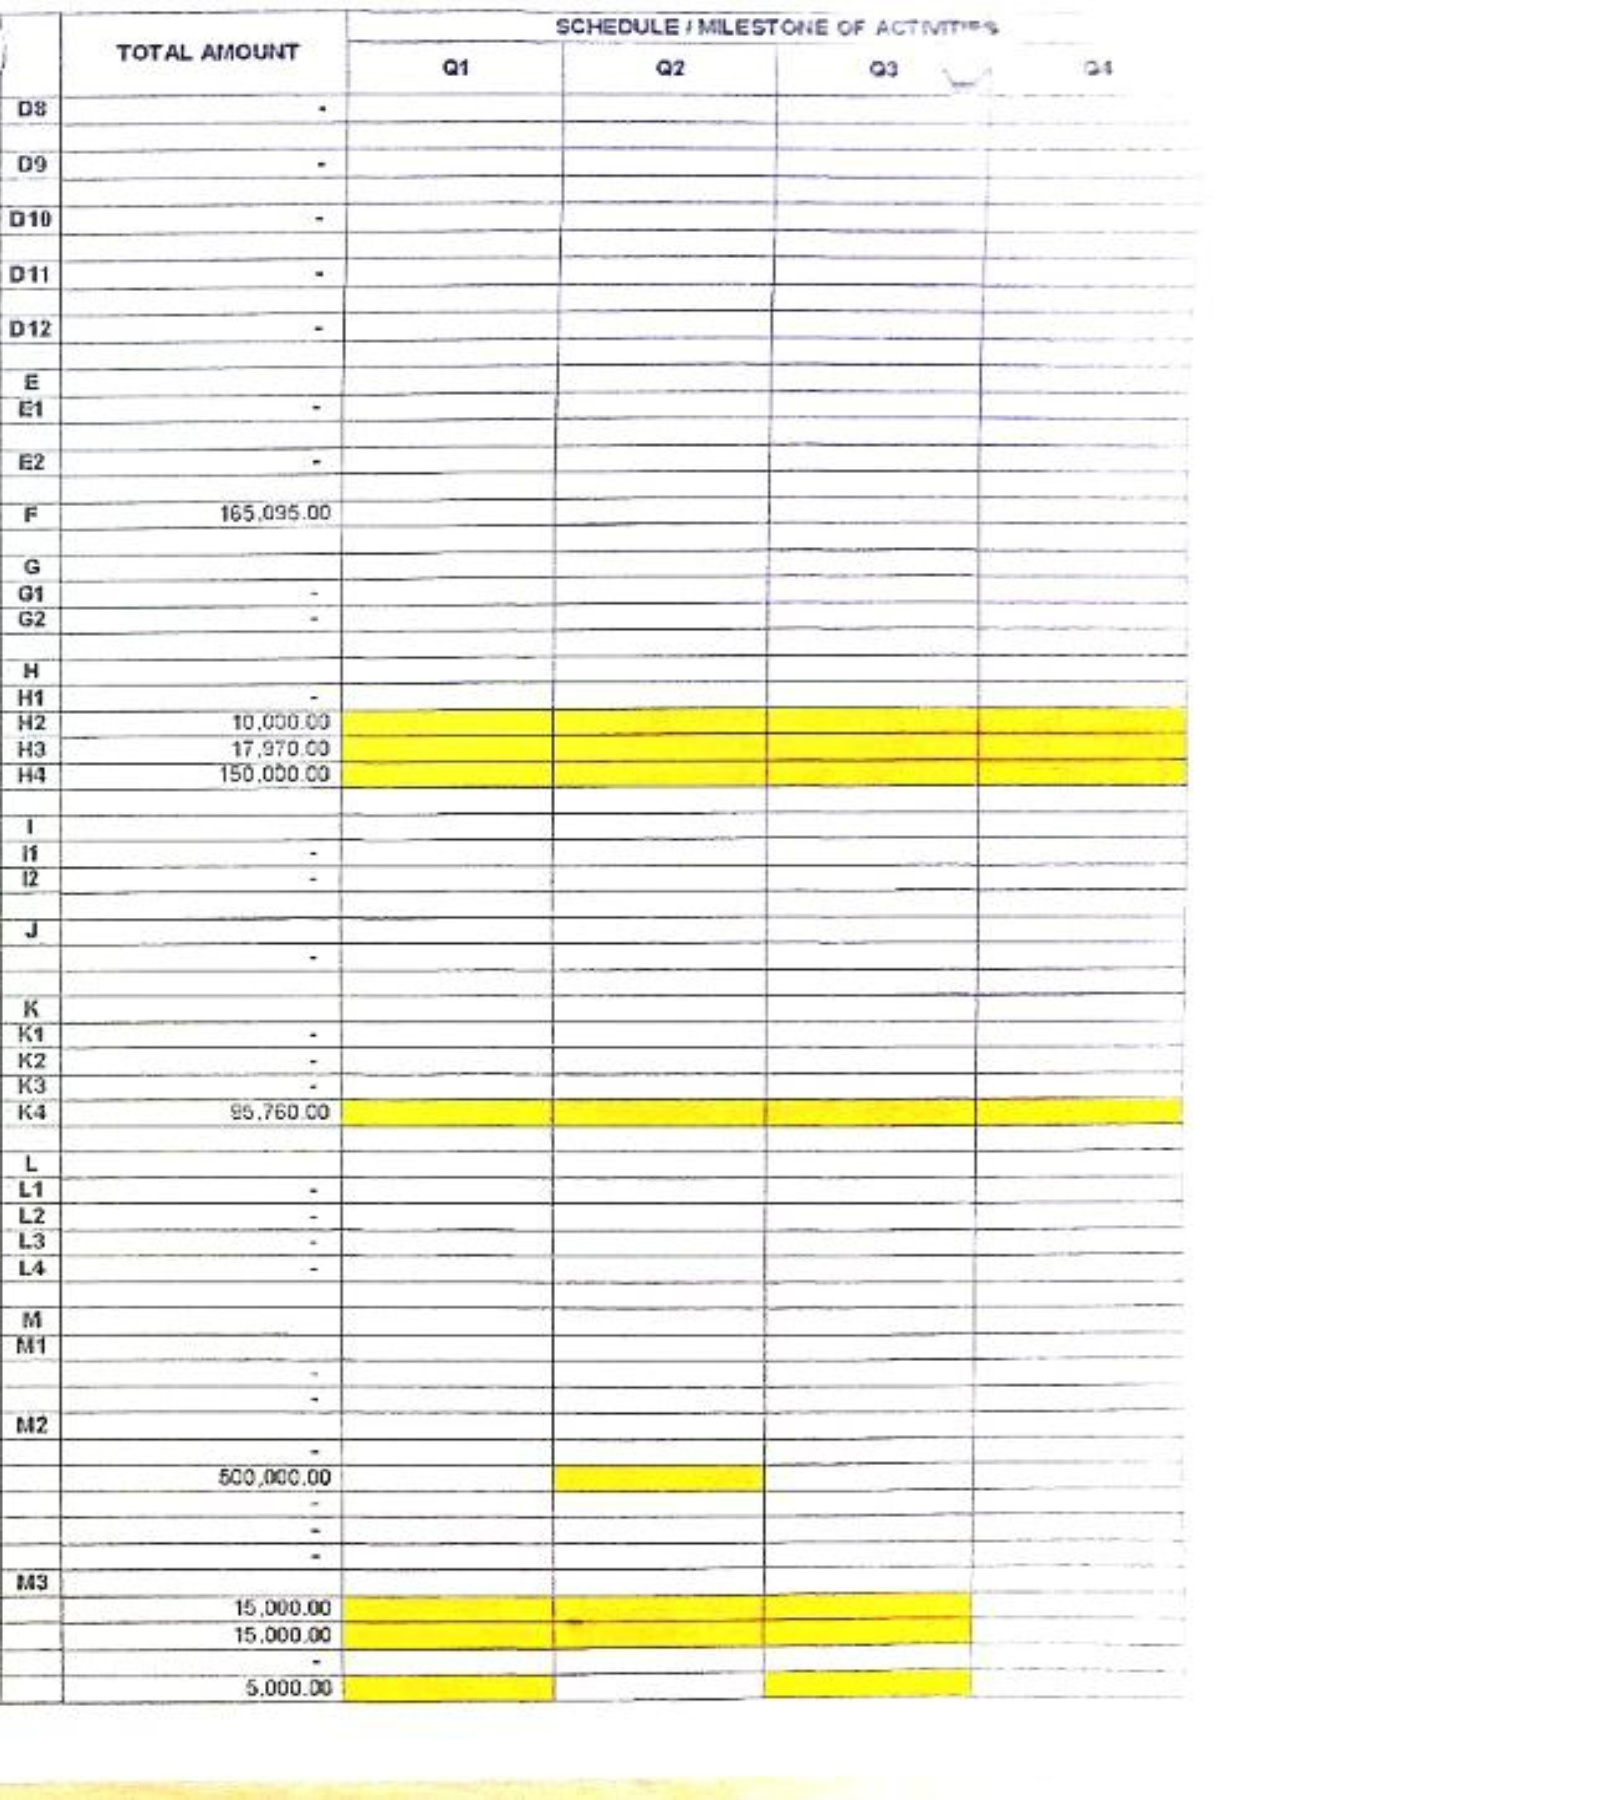 SCHEDULE / MILESTONE OF ACTIVITIES
TOTAL AMOUNT
Q1 Q2 Q3 Q4
D8 -
D9 -
D10 -
D11 -
D12 -
E
E1 -
E2 -
F 165,095.00
G
G1 -
G2 -
H
H1 -
H2 10,000.00
H3 17,970.00
H4 150,000.00
I
I1 -
I2 -
J
-
K
K1 -
K2 -
K3 -
K4 95,760.00
L
L1 -
L2 -
L3 -
L4 -
M
M1
-
-
M2
-
500,000.00
-
-
-
M3
15,000.00
15,000.00
-
5,000.00